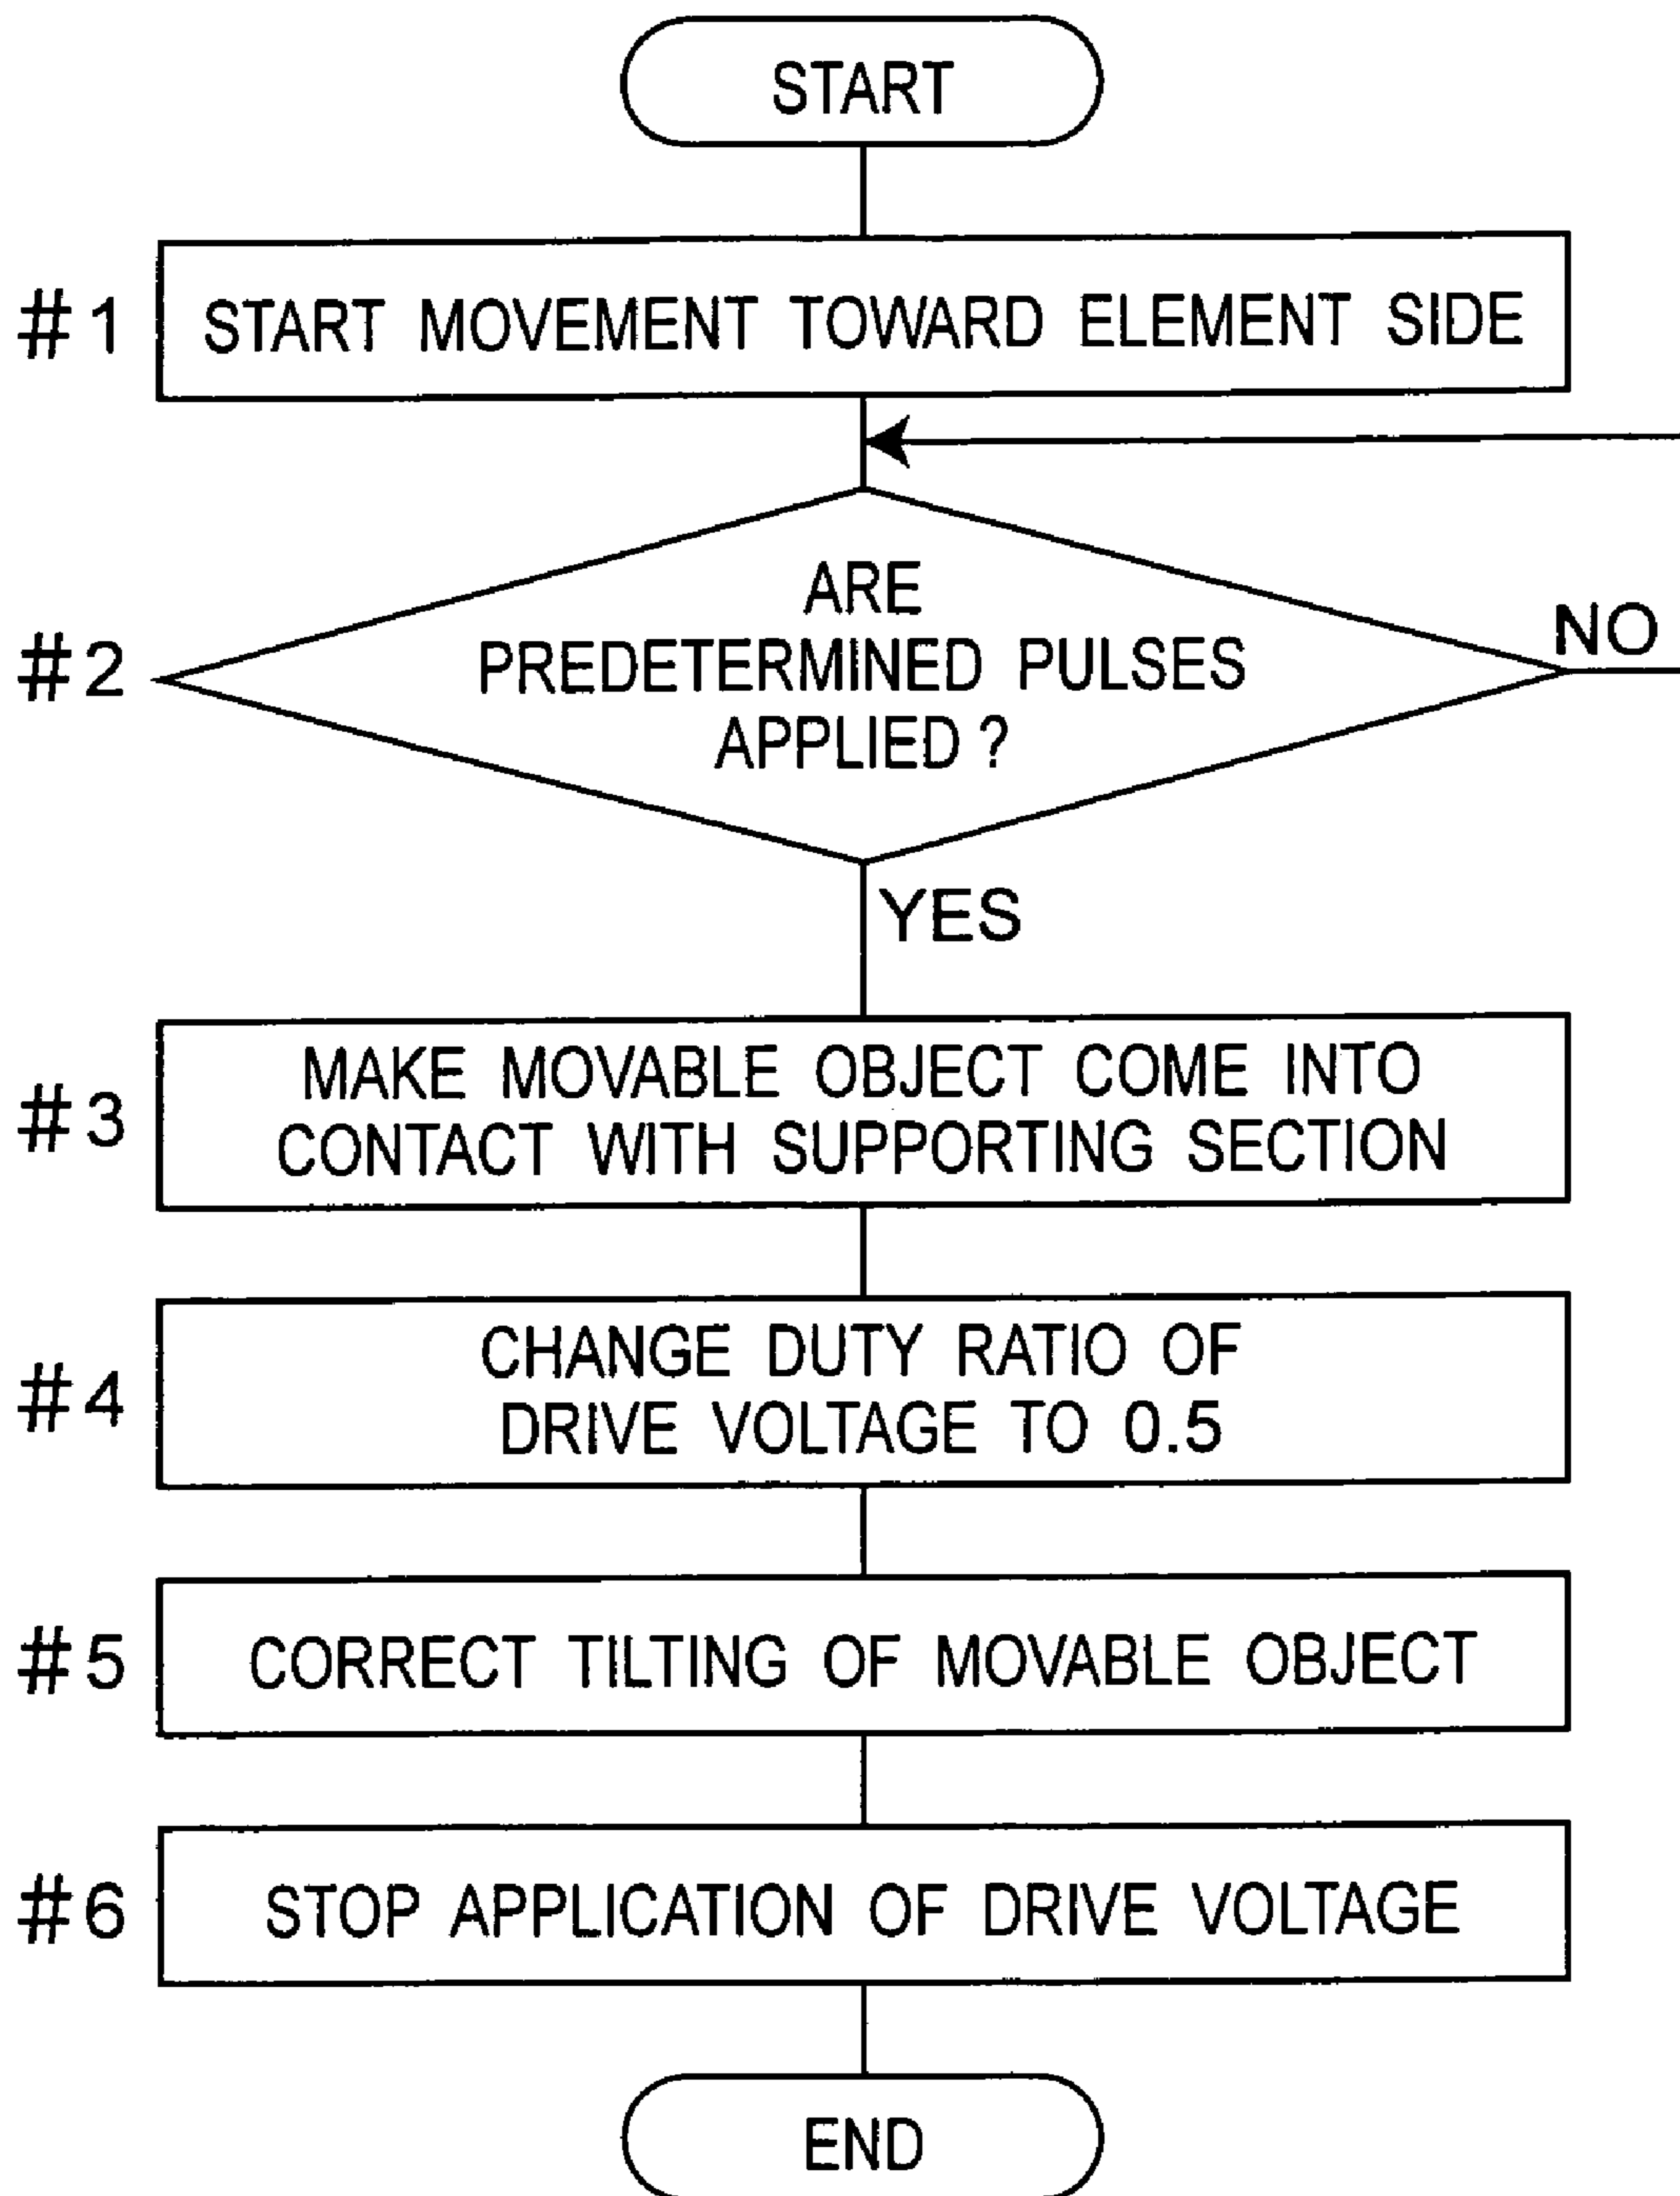 START
#1 START MOVEMENT TOWARD ELEMENT SIDE
ARE
#2 PREDETERMINED PULSES NO
APPLIED ?
YES
MAKE MOVABLE OBJECT COME INTO
#3 CONTACT WITH SUPPORTING SECTION
CHANGE DUTY RATIO OF
#4 DRIVE VOLTAGE TO 0.5
#5 CORRECT TILTING OF MOVABLE OBJECT
#6 STOP APPLICATION OF DRIVE VOLTAGE
END